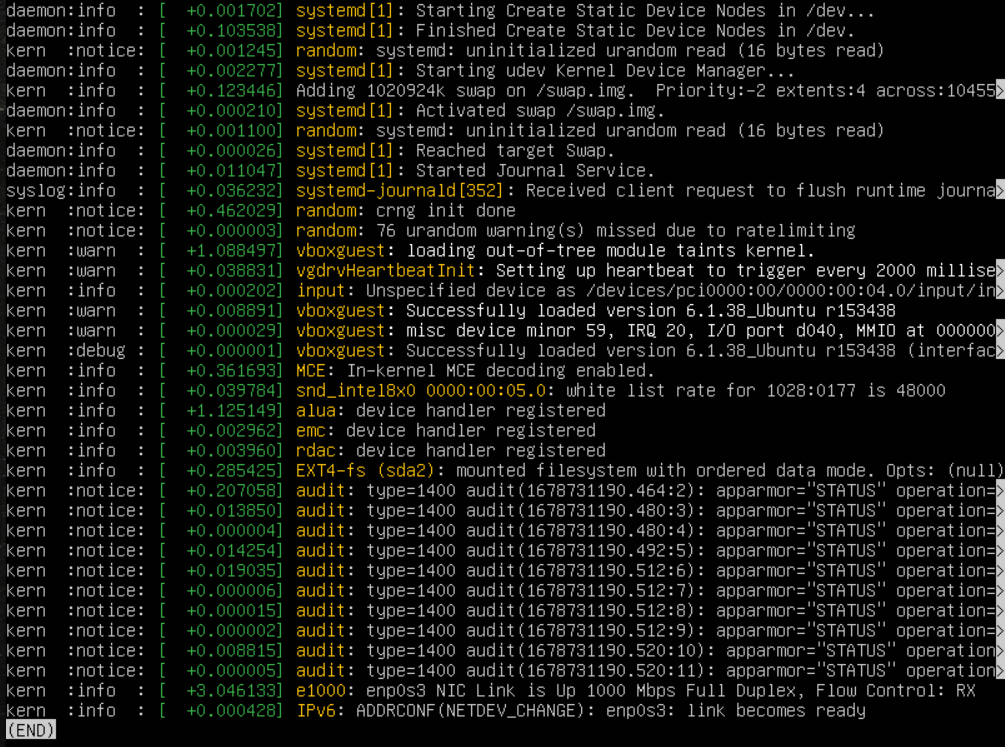 daemon:info  : [  +0.001702] systemd[1]: Starting Create Static Device Nodes in /dev...
daemon:info  : [  +0.103538] systemd[1]: Finished Create Static Device Nodes in /dev.
kern  :notice: [  +0.001245] random: systemd: uninitialized urandom read (16 bytes read)
daemon:info  : [  +0.002277] systemd[1]: Starting udev Kernel Device Manager...
kern  :info  : [  +0.123446] Adding 1020924k swap on /swap.img.  Priority:-2 extents:4 across:10455>
daemon:info  : [  +0.000210] systemd[1]: Activated swap /swap.img.
kern  :notice: [  +0.001100] random: systemd: uninitialized urandom read (16 bytes read)
daemon:info  : [  +0.000026] systemd[1]: Reached target Swap.
daemon:info  : [  +0.011047] systemd[1]: Started Journal Service.
syslog:info  : [  +0.036232] systemd-journald[352]: Received client request to flush runtime journa>
kern  :notice: [  +0.462029] random: crng init done
kern  :notice: [  +0.000003] random: 76 urandom warning(s) missed due to ratelimiting
kern  :warn  : [  +1.088497] vboxguest: loading out-of-tree module taints kernel.
kern  :warn  : [  +0.038831] vgdrvHeartbeatInit: Setting up heartbeat to trigger every 2000 millise>
kern  :info  : [  +0.000202] input: Unspecified device as /devices/pci0000:00/0000:00:04.0/input/in>
kern  :warn  : [  +0.008891] vboxguest: Successfully loaded version 6.1.38_Ubuntu r153438
kern  :warn  : [  +0.000029] vboxguest: misc device minor 59, IRQ 20, I/O port d040, MMIO at 000000>
kern  :debug : [  +0.000001] vboxguest: Successfully loaded version 6.1.38_Ubuntu r153438 (interfac>
kern  :info  : [  +0.361693] MCE: In-kernel MCE decoding enabled.
kern  :info  : [  +0.039784] snd_intel8x0 0000:00:05.0: white list rate for 1028:0177 is 48000
kern  :info  : [  +1.125149] alua: device handler registered
kern  :info  : [  +0.002962] emc: device handler registered
kern  :info  : [  +0.003960] rdac: device handler registered
kern  :info  : [  +0.285425] EXT4-fs (sda2): mounted filesystem with ordered data mode. Opts: (null)
kern  :notice: [  +0.207058] audit: type=1400 audit(1678731190.464:2): apparmor="STATUS" operation=>
kern  :notice: [  +0.013850] audit: type=1400 audit(1678731190.480:3): apparmor="STATUS" operation=>
kern  :notice: [  +0.000004] audit: type=1400 audit(1678731190.480:4): apparmor="STATUS" operation=>
kern  :notice: [  +0.014254] audit: type=1400 audit(1678731190.492:5): apparmor="STATUS" operation=>
kern  :notice: [  +0.019035] audit: type=1400 audit(1678731190.512:6): apparmor="STATUS" operation=>
kern  :notice: [  +0.000006] audit: type=1400 audit(1678731190.512:7): apparmor="STATUS" operation=>
kern  :notice: [  +0.000015] audit: type=1400 audit(1678731190.512:8): apparmor="STATUS" operation=>
kern  :notice: [  +0.000002] audit: type=1400 audit(1678731190.512:9): apparmor="STATUS" operation=>
kern  :notice: [  +0.008815] audit: type=1400 audit(1678731190.520:10): apparmor="STATUS" operation>
kern  :notice: [  +0.000005] audit: type=1400 audit(1678731190.520:11): apparmor="STATUS" operation>
kern  :info  : [  +3.046133] e1000: enp0s3 NIC Link is Up 1000 Mbps Full Duplex, Flow Control: RX
kern  :info  : [  +0.000428] IPv6: ADDRCONF(NETDEV_CHANGE): enp0s3: link becomes ready
(END)